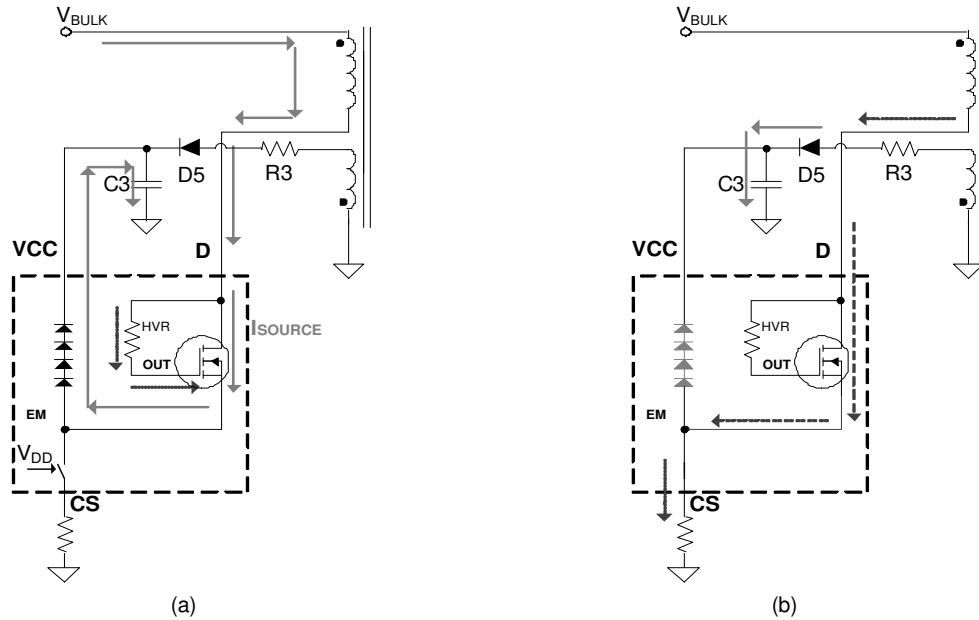 VBULK
D5
R3
C3
VCC
D
ISOURCE
HVR
OUT
EM
VDD
CS
(a)
VBULK
D5
R3
C3
VCC
D
HVR
OUT
EM
CS
(b)